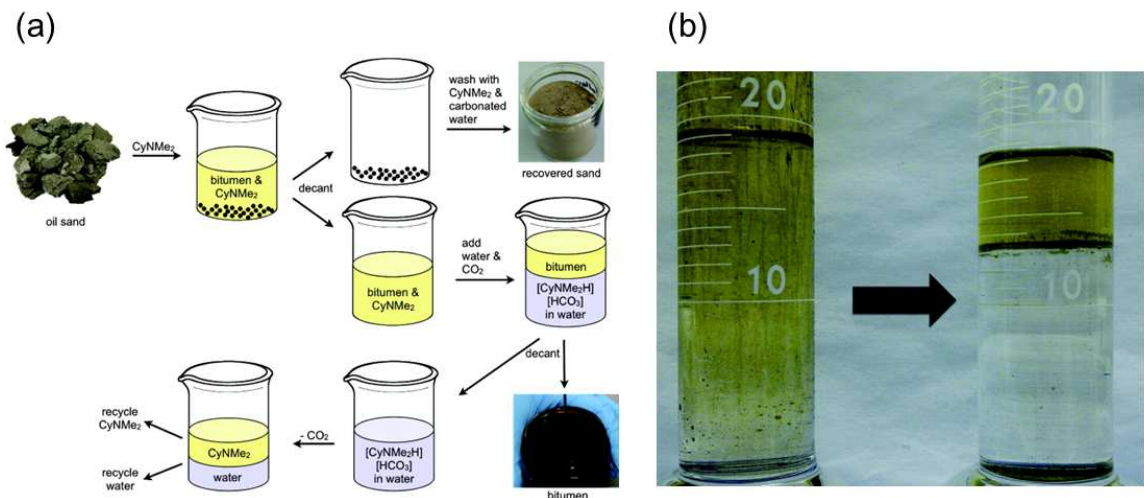 (a)
(b)
oil sand
CyNMe₂
bitumen &
CyNMe₂
decant
wash with
CyNMe₂ &
carbonated
water
recovered sand
bitumen &
CyNMe₂
add
water &
CO₂
bitumen
[CyNMe₂H]
[HCO₃]
in water
decant
bitumen
[CyNMe₂H]
[HCO₃]
in water
- CO₂
CyNMe₂
water
recycle
CyNMe₂
recycle
water
20
10
20
10